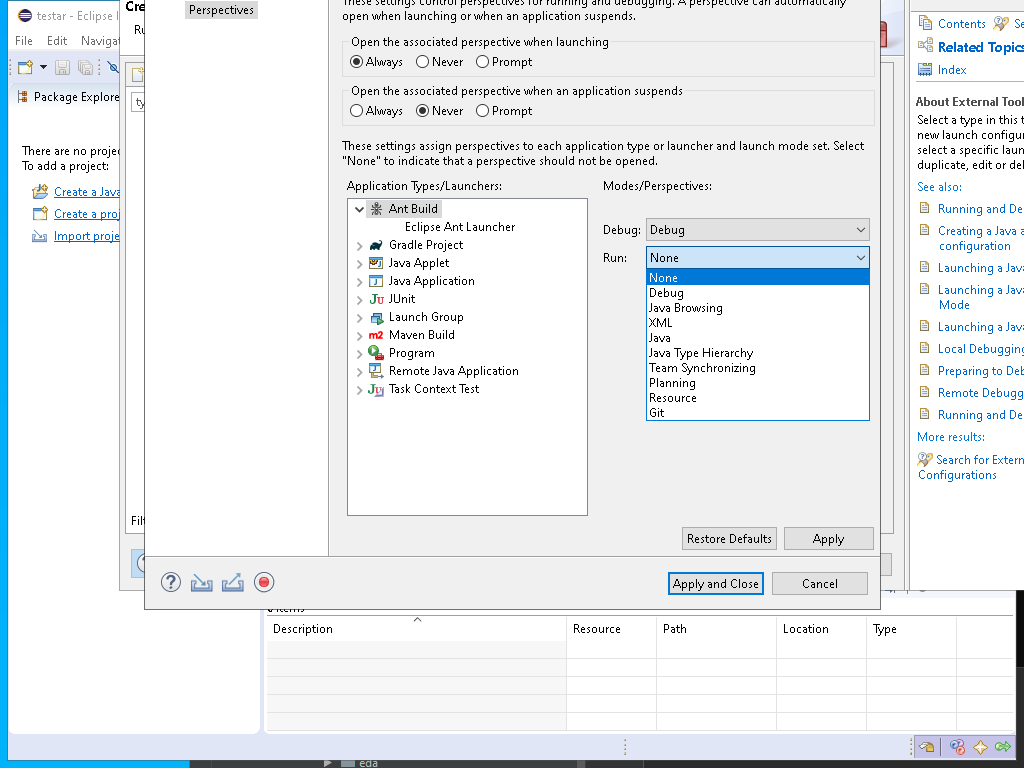 testar - Eclipse
Cre
File Edit Navigat
Package Explore
There are no projec
To add a project:
Create a Java
Create a proj
Import proje
Perspectives
These settings control perspectives for running and debugging. A perspective can automatically
open when launching or when an application suspends.
Open the associated perspective when launching
Always Never Prompt
Open the associated perspective when an application suspends
Always Never Prompt
These settings assign perspectives to each application type or launcher and launch mode set. Select
"None" to indicate that a perspective should not be opened.
Application Types/Launchers:
Modes/Perspectives:
Ant Build
Eclipse Ant Launcher
Gradle Project
Java Applet
Java Application
JUnit
Launch Group
Maven Build
Program
Remote Java Application
Task Context Test
Debug: Debug
Run: None
None
Debug
Java Browsing
XML
Java
Java Type Hierarchy
Team Synchronizing
Planning
Resource
Git
Restore Defaults Apply
Apply and Close Cancel
Contents Se
Related Topics
Index
About External Tool
Select a type in this t
new launch configur
select a specific laun
duplicate, edit or del
See also:
Running and De
Creating a Java a
configuration
Launching a Java
Launching a Java
Mode
Launching a Java
Local Debugging
Preparing to Deb
Remote Debugg
Running and De
More results:
Search for Extern
Configurations
Description Resource Path Location Type
eda